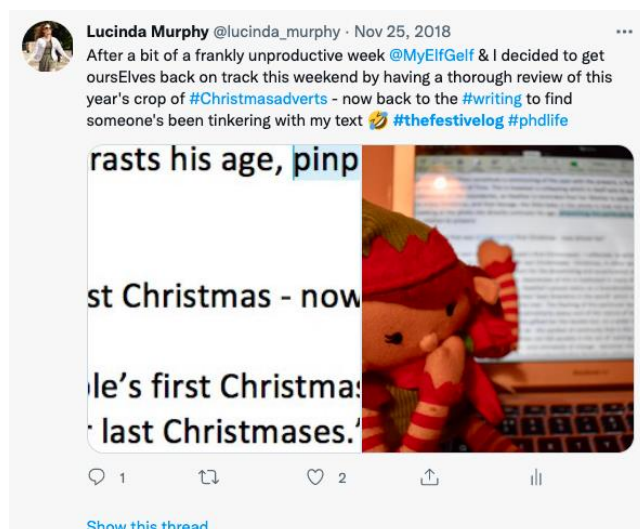 Lucinda Murphy @lucinda_murphy · Nov 25, 2018
After a bit of a frankly unproductive week @MyElfGelf & I decided to get
oursElves back on track this weekend by having a thorough review of this
year's crop of #Christmasadverts - now back to the #writing to find
someone's been tinkering with my text 🤣 #thefestivelog #phdlife
rasts his age, pinp
st Christmas - now
le's first Christmas
last Christmases.'
1
2
Show this thread